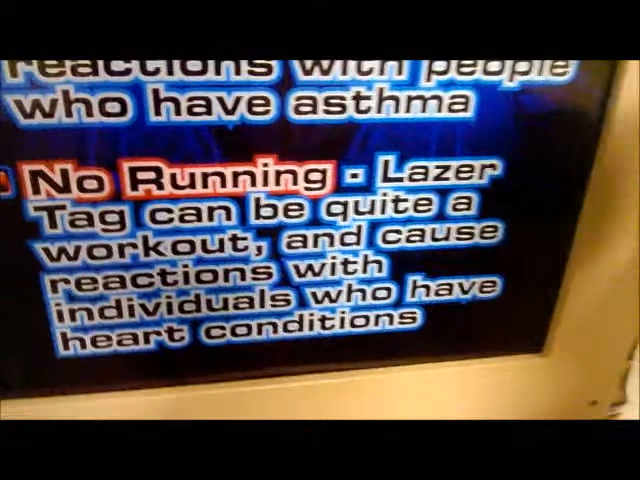 reactions with people
who have asthma
No Running - Lazer
Tag can be quite a
workout, and cause
reactions with
individuals who have
heart conditions